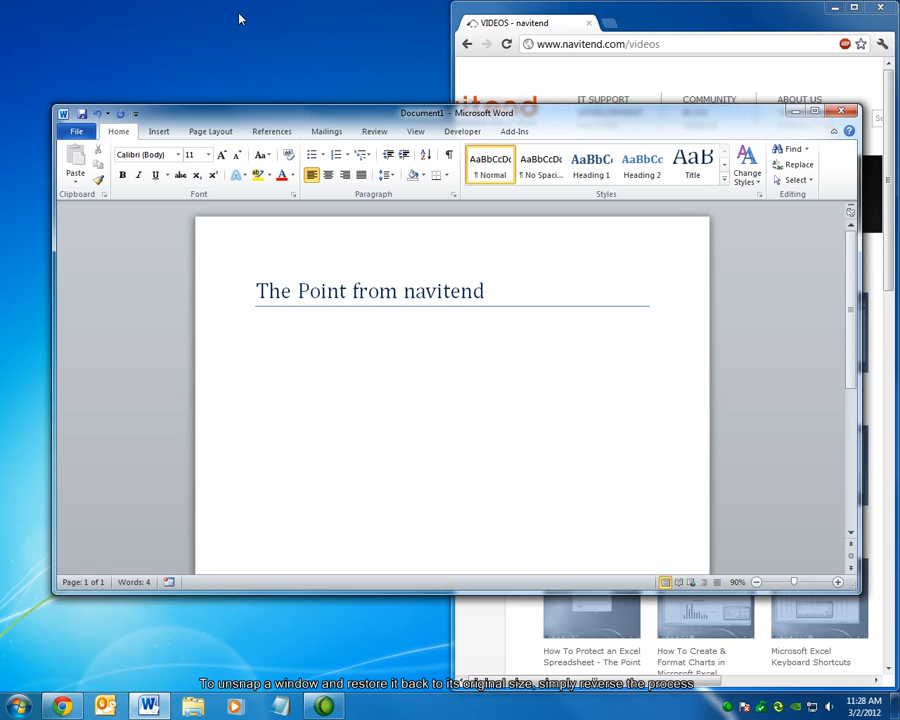 VIDEOS - navitend
www.navitend.com/videos
ABP
IT SUPPORT
COMMUNITY
ABOUT US
Document1 - Microsoft Word
File
Home
Insert
Page Layout
References
Mailings
Review
View
Developer
Add-Ins
Paste
Clipboard
Calibri (Body)
11
Font
Paragraph
AaBbCcDc
¶ Normal
AaBbCcDc
¶ No Spaci...
AaBbC
Heading 1
AaBbCc
Heading 2
AaB
Title
Change
Styles
Styles
Find
Replace
Select
Editing
The Point from navitend
Page: 1 of 1
Words: 4
90%
How To Protect an Excel
Spreadsheet - The Point
How To Create &
Format Charts in
Microsoft Excel
Microsoft Excel
Keyboard Shortcuts
To unsnap a window and restore it back to its original size, simply reverse the process
11:28 AM
3/2/2012